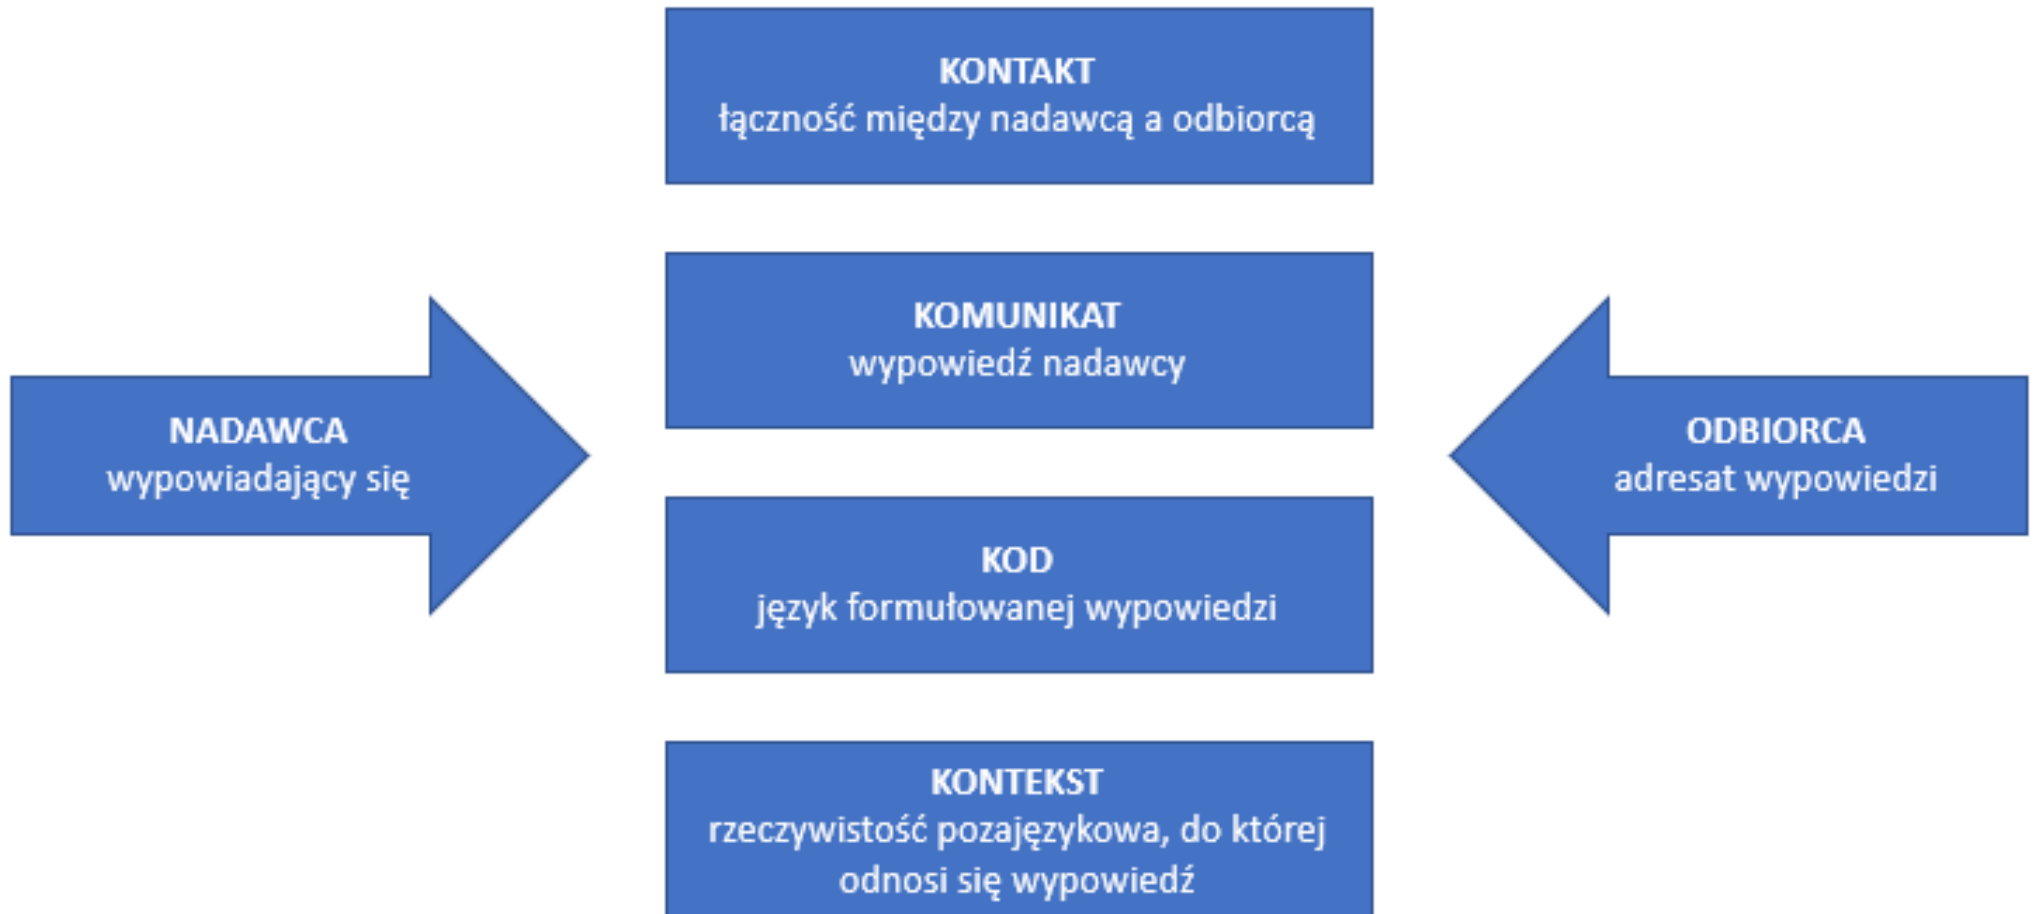 KONTAKT
łączność między nadawcą a odbiorcą
KOMUNIKAT
wypowiedź nadawcy
NADAWCA
wypowiadający się
ODBIORCA
adresat wypowiedzi
KOD
język formułowanej wypowiedzi
KONTEKST
rzeczywistość pozajęzykowa, do której
odnosi się wypowiedź